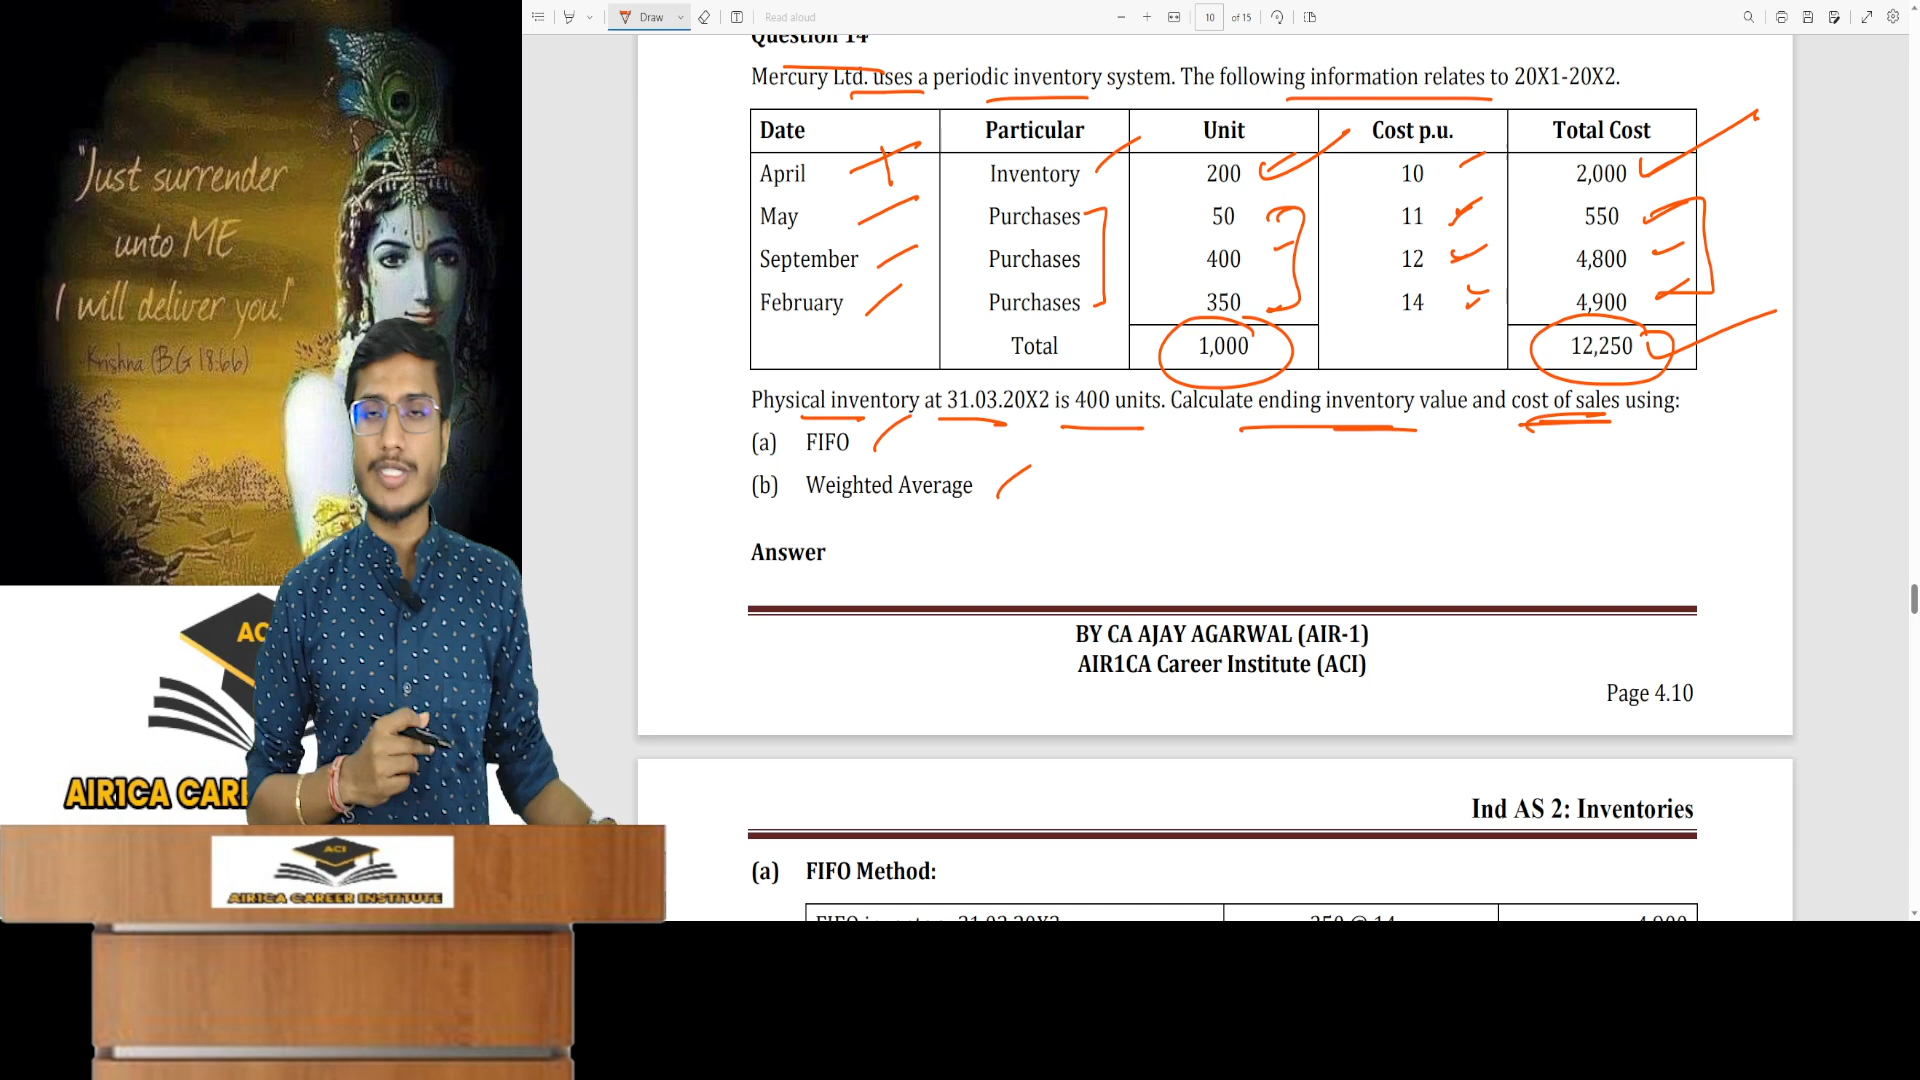 "Just surrender
unto ME
I will deliver you!"
Krishna (B.G 18.66)
AIR1CA CARE
ACI
AIR1CA CAREER INSTITUTE
Draw
Read aloud
10 of 15
Question 14
Mercury Ltd. uses a periodic inventory system. The following information relates to 20X1-20X2.
Date Particular Unit Cost p.u. Total Cost
April Inventory 200 10 2,000
May Purchases 50 11 550
September Purchases 400 12 4,800
February Purchases 350 14 4,900
Total 1,000 12,250
Physical inventory at 31.03.20X2 is 400 units. Calculate ending inventory value and cost of sales using:
(a) FIFO
(b) Weighted Average
Answer
BY CA AJAY AGARWAL (AIR-1)
AIR1CA Career Institute (ACI)
Page 4.10
Ind AS 2: Inventories
(a) FIFO Method: